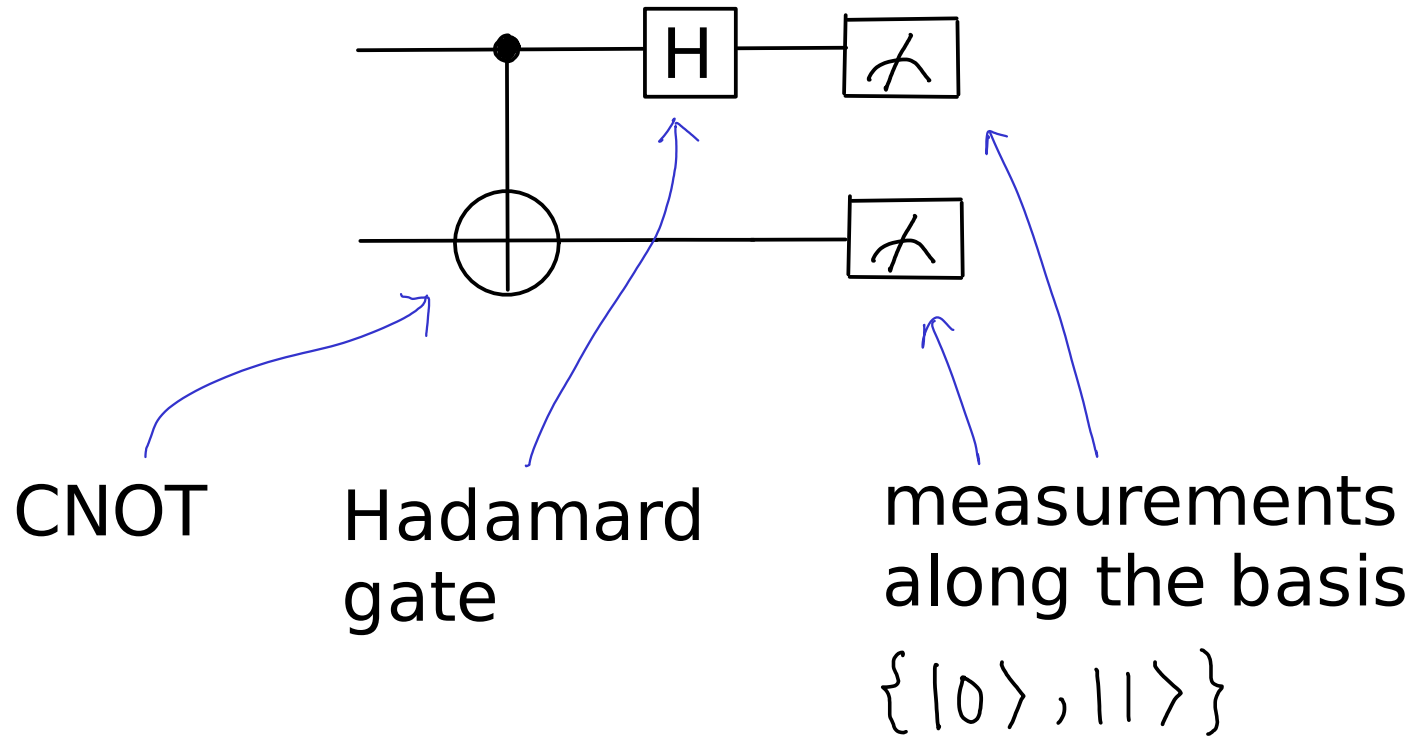 H
CNOT
Hadamard
gate
measurements
along the basis
{|0⟩,|1⟩}